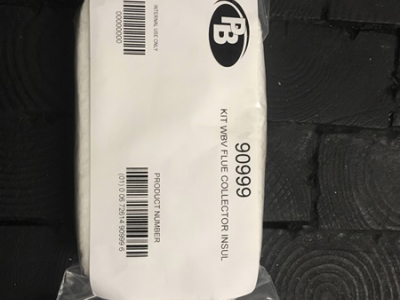 PB
INTERNAL USE ONLY
00000000
90999
KIT WBV FLUE COLLECTOR INSUL
PRODUCT NUMBER
(01) 0 06 72614 90999 6